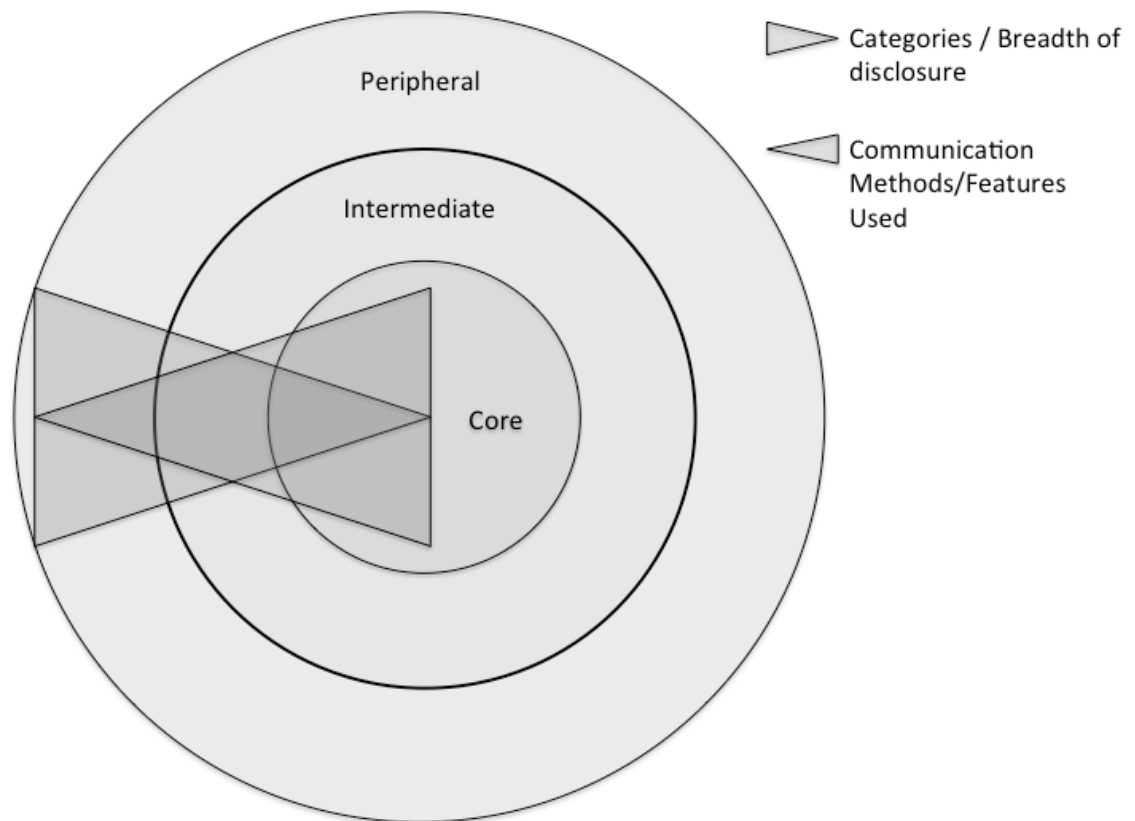 Peripheral
Intermediate
Core
Categories / Breadth of
disclosure
Communication
Methods/Features
Used